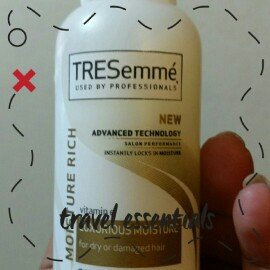 TRESemmé
USED BY PROFESSIONALS
NEW
ADVANCED TECHNOLOGY
SALON PERFORMANCE
INSTANTLY LOCKS IN MOISTURE
MOISTURE RICH
vitamin
travel essentials
LUXURIOUS MOISTURE
for dry or damaged hair